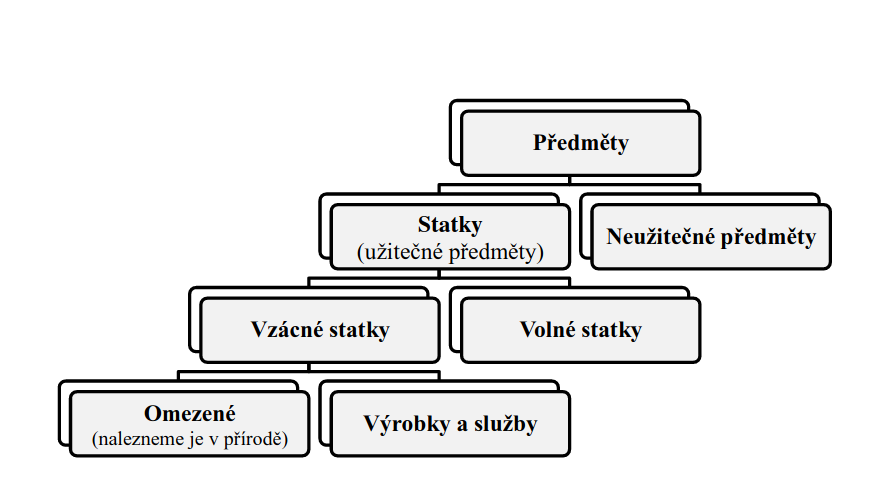 Předměty
Statky
(užitečné předměty)
Neužitečné předměty
Vzácné statky
Volné statky
Omezené
(nalezneme je v přírodě)
Výrobky a služby